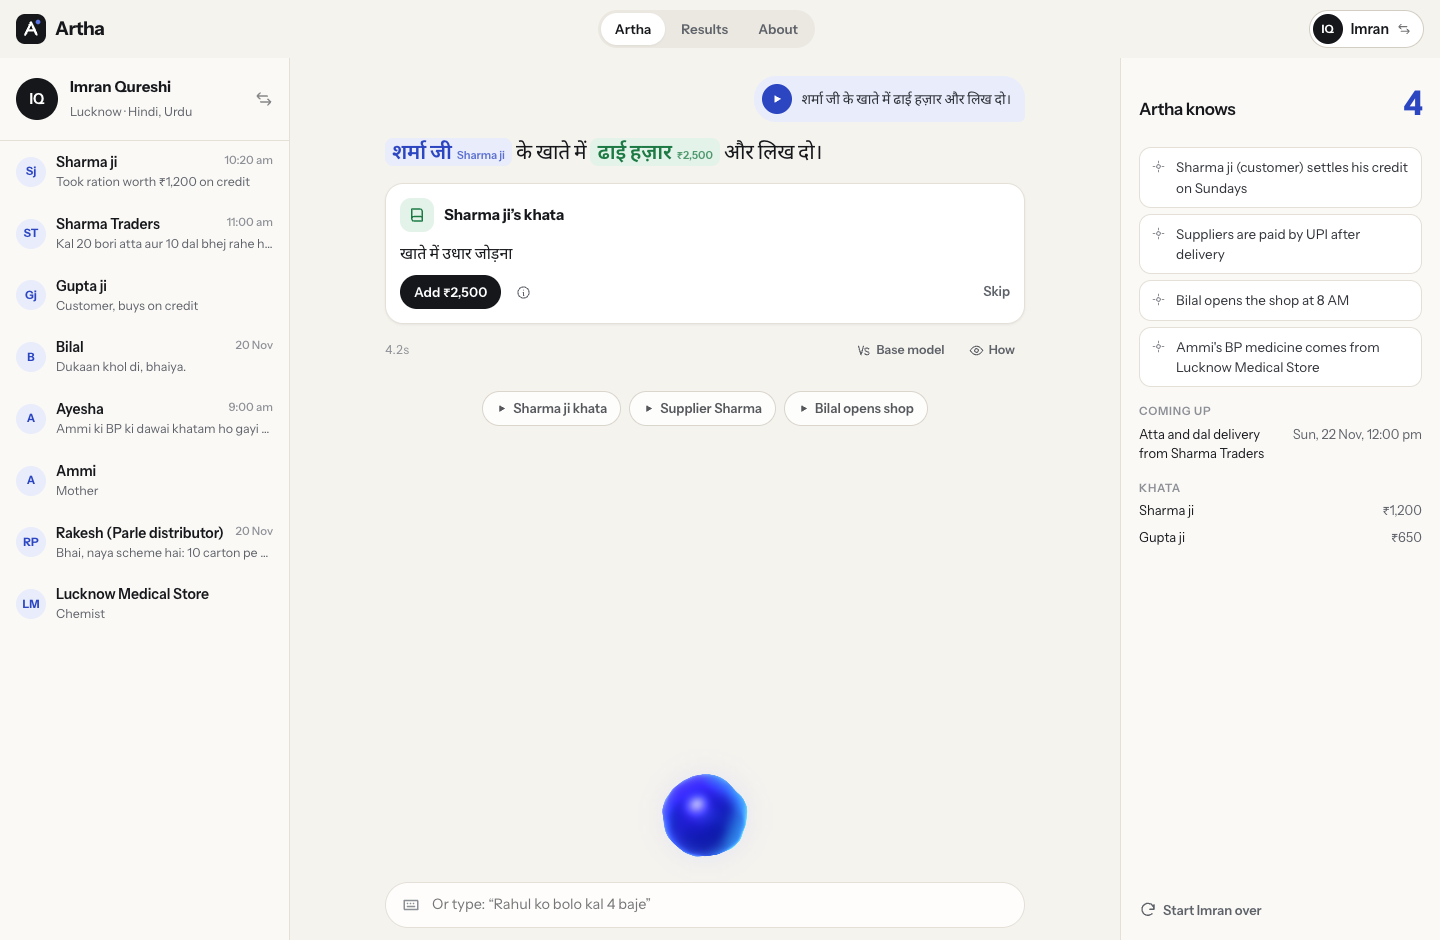 Artha
Artha Results About
IQ Imran
IQ
Imran Qureshi
Lucknow · Hindi, Urdu
Sj Sharma ji 10:20 am
Took ration worth ₹1,200 on credit
ST Sharma Traders 11:00 am
Kal 20 bori atta aur 10 dal bhej rahe h...
Gj Gupta ji
Customer, buys on credit
B Bilal 20 Nov
Dukaan khol di, bhaiya.
A Ayesha 9:00 am
Ammi ki BP ki dawai khatam ho gayi ...
A Ammi
Mother
RP Rakesh (Parle distributor) 20 Nov
Bhai, naya scheme hai: 10 carton pe ...
LM Lucknow Medical Store
Chemist
शर्मा जी के खाते में ढाई हज़ार और लिख दो।
शर्मा जी Sharma ji के खाते में ढाई हज़ार ₹2,500 और लिख दो।
Sharma ji's khata
खाते में उधार जोड़ना
Add ₹2,500 Skip
4.2s Vs Base model How
Sharma ji khata Supplier Sharma Bilal opens shop
Or type: “Rahul ko bolo kal 4 baje”
Artha knows 4
Sharma ji (customer) settles his credit
on Sundays
Suppliers are paid by UPI after
delivery
Bilal opens the shop at 8 AM
Ammi's BP medicine comes from
Lucknow Medical Store
COMING UP
Atta and dal delivery Sun, 22 Nov, 12:00 pm
from Sharma Traders
KHATA
Sharma ji ₹1,200
Gupta ji ₹650
Start Imran over